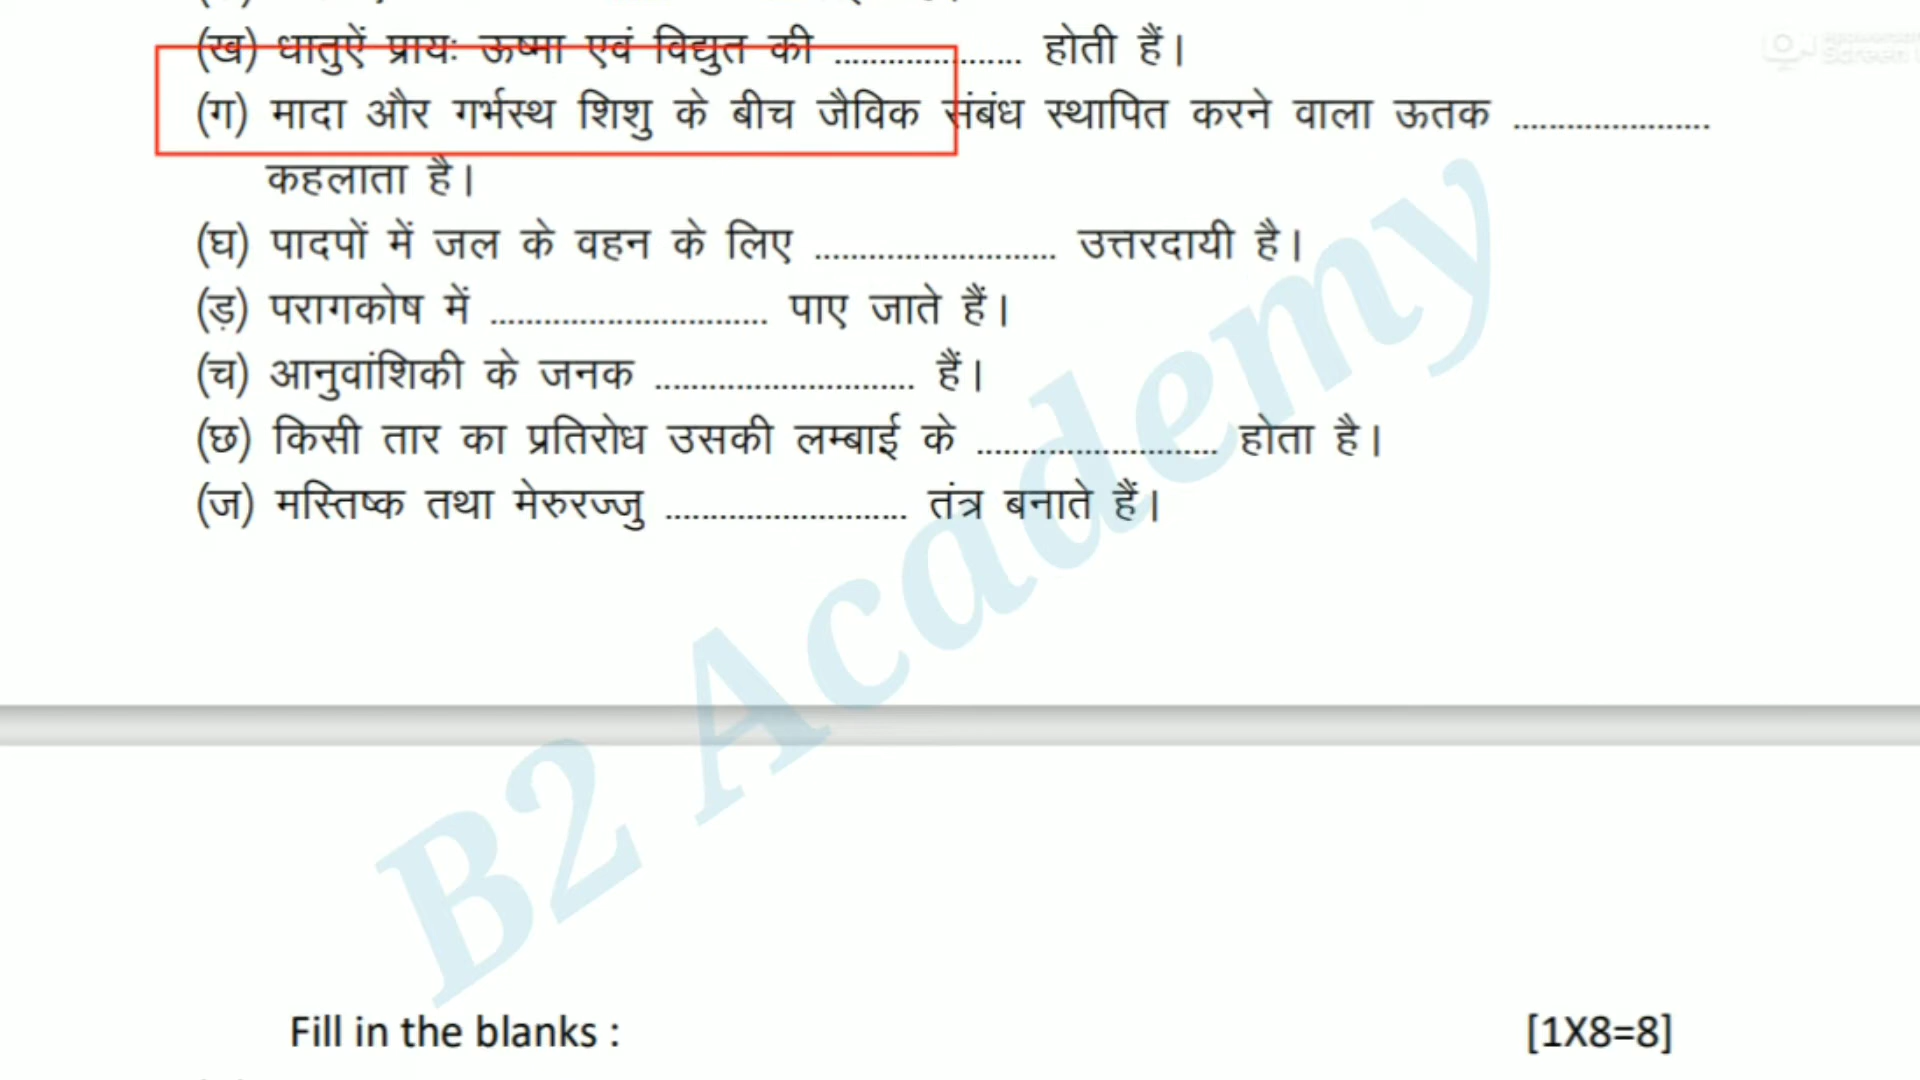 (ख) धातुऐं प्रायः ऊष्मा एवं विद्युत की ..................... होती हैं।
(ग) मादा और गर्भस्थ शिशु के बीच जैविक संबंध स्थापित करने वाला ऊतक ......................
कहलाता है।
(घ) पादपों में जल के वहन के लिए ........................... उत्तरदायी है।
(ड़) परागकोष में ............................... पाए जाते हैं।
(च) आनुवांशिकी के जनक ............................. हैं।
(छ) किसी तार का प्रतिरोध उसकी लम्बाई के ........................... होता है।
(ज) मस्तिष्क तथा मेरुरज्जु ........................... तंत्र बनाते हैं।
B2 Academy
Fill in the blanks : [1X8=8]